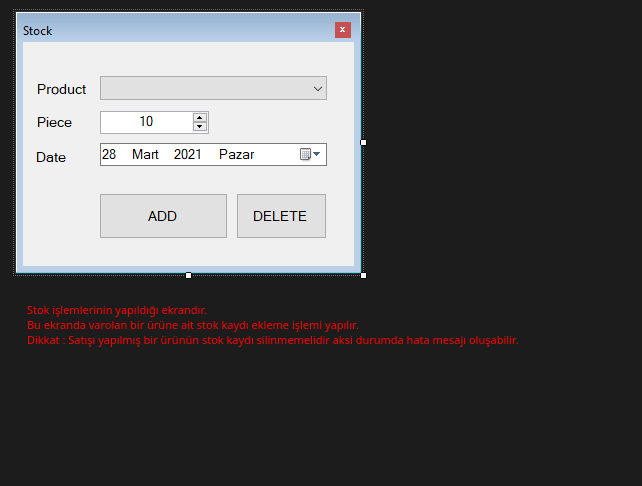 Stock
x
Product
Piece 10
Date 28 Mart 2021 Pazar
ADD DELETE
Stok işlemlerinin yapıldığı ekrandır.
Bu ekranda varolan bir ürüne ait stok kaydı ekleme işlemi yapılır.
Dikkat : Satışı yapılmış bir ürünün stok kaydı silinmemelidir aksi durumda hata mesajı oluşabilir.